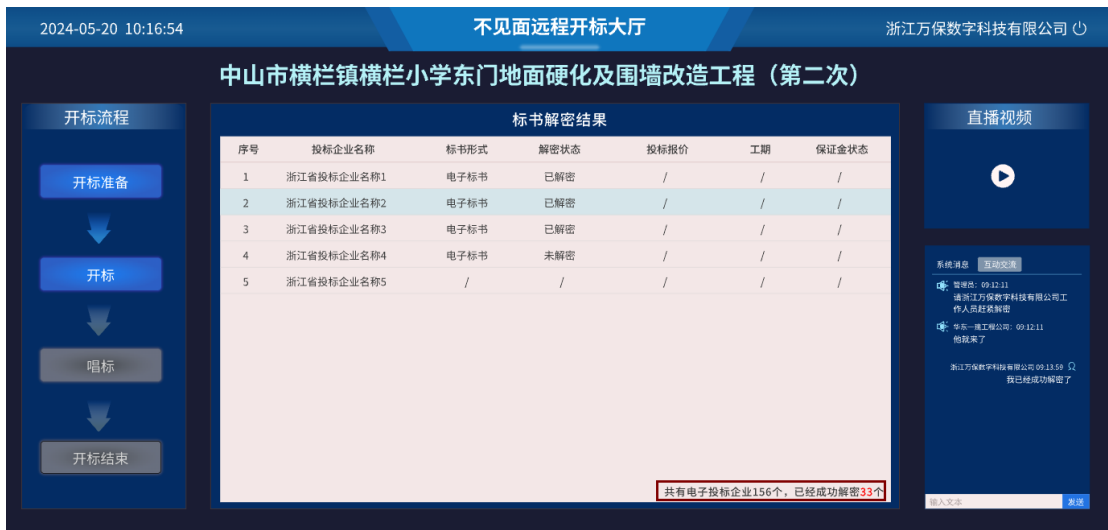 2024-05-20 10:16:54
不见面远程开标大厅
浙江万保数字科技有限公司
中山市横栏镇横栏小学东门地面硬化及围墙改造工程（第二次）
开标流程
开标准备
开标
唱标
开标结束
标书解密结果
序号 投标企业名称 标书形式 解密状态 投标报价 工期 保证金状态
1 浙江省投标企业名称1 电子标书 已解密 / / /
2 浙江省投标企业名称2 电子标书 已解密 / / /
3 浙江省投标企业名称3 电子标书 已解密 / / /
4 浙江省投标企业名称4 电子标书 未解密 / / /
5 浙江省投标企业名称5 / / / / /
共有电子投标企业156个，已经成功解密33个
直播视频
系统消息 互动交流
管理员：09:12:11
请浙江万保数字科技有限公司工
作人员赶紧解密
华东一建工程公司：09:12:11
他就来了
浙江万保数字科技有限公司 09.13.59
我已经成功解密了
输入文本 发送